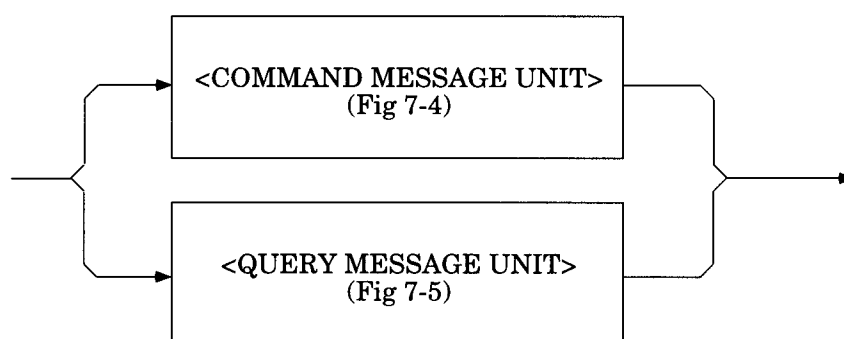 <COMMAND MESSAGE UNIT>
(Fig 7-4)
<QUERY MESSAGE UNIT>
(Fig 7-5)